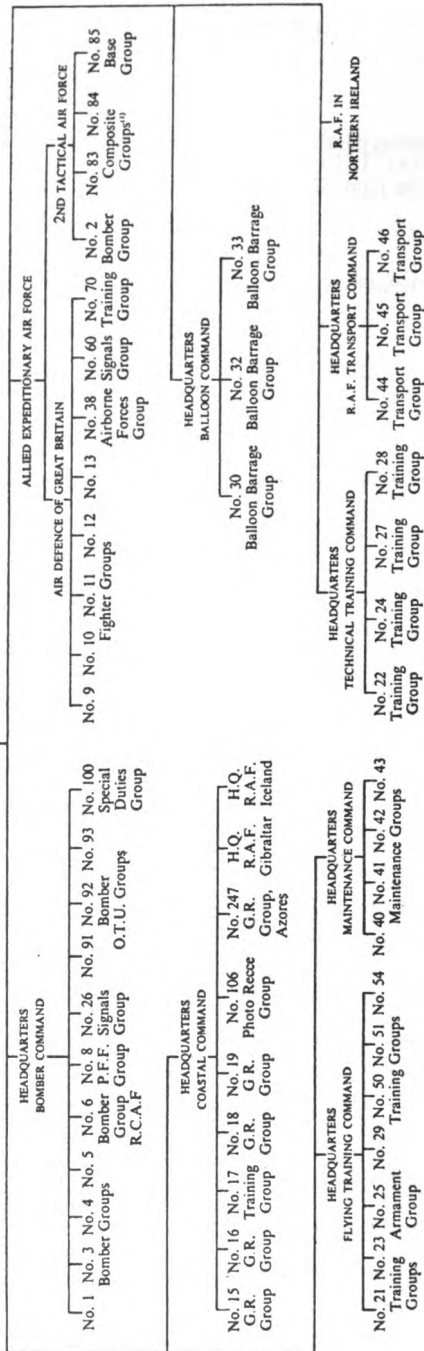 ALLIED EXPEDITIONARY AIR FORCE
AIR DEFENCE OF GREAT BRITAIN
2ND TACTICAL AIR FORCE
No. 9 No. 10 No. 11 No. 12 No. 13
Fighter Groups
No. 38
Airborne
Forces
Group
No. 60
Signals
Group
No. 70
Training
Group
No. 2
Bomber
Group
No. 83 No. 84
Composite
Groups⁽¹⁾
No. 85
Base
Group
HEADQUARTERS
BOMBER COMMAND
No. 1 No. 3 No. 4 No. 5
Bomber Groups
No. 6
Bomber
Group
R.C.A.F
No. 8
P.F.F.
Group
No. 26
Signals
Group
No. 91 No. 92 No. 93
Bomber
O.T.U. Groups
No. 100
Special
Duties
Group
HEADQUARTERS
BALLOON COMMAND
No. 30
Balloon Barrage
Group
No. 32
Balloon Barrage
Group
No. 33
Balloon Barrage
Group
HEADQUARTERS
COASTAL COMMAND
No. 15
G.R.
Group
No. 16
G.R.
Group
No. 17
Training
Group
No. 18
G.R.
Group
No. 19
G.R.
Group
No. 106
Photo Recce
Group
No. 247
G.R.
Group,
Azores
H.Q.
R.A.F.
Gibraltar
H.Q.
R.A.F.
Iceland
HEADQUARTERS
FLYING TRAINING COMMAND
No. 21 No. 23
Training
Groups
No. 25
Armament
Group
No. 29 No. 50 No. 51 No. 54
Training Groups
HEADQUARTERS
MAINTENANCE COMMAND
No. 40 No. 41 No. 42 No. 43
Maintenance Groups
HEADQUARTERS
TECHNICAL TRAINING COMMAND
No. 22
Training
Group
No. 24
Training
Group
No. 27
Training
Group
No. 28
Training
Group
HEADQUARTERS
R.A.F. TRANSPORT COMMAND
No. 44
Transport
Group
No. 45
Transport
Group
No. 46
Transport
Group
R.A.F. IN
NORTHERN IRELAND